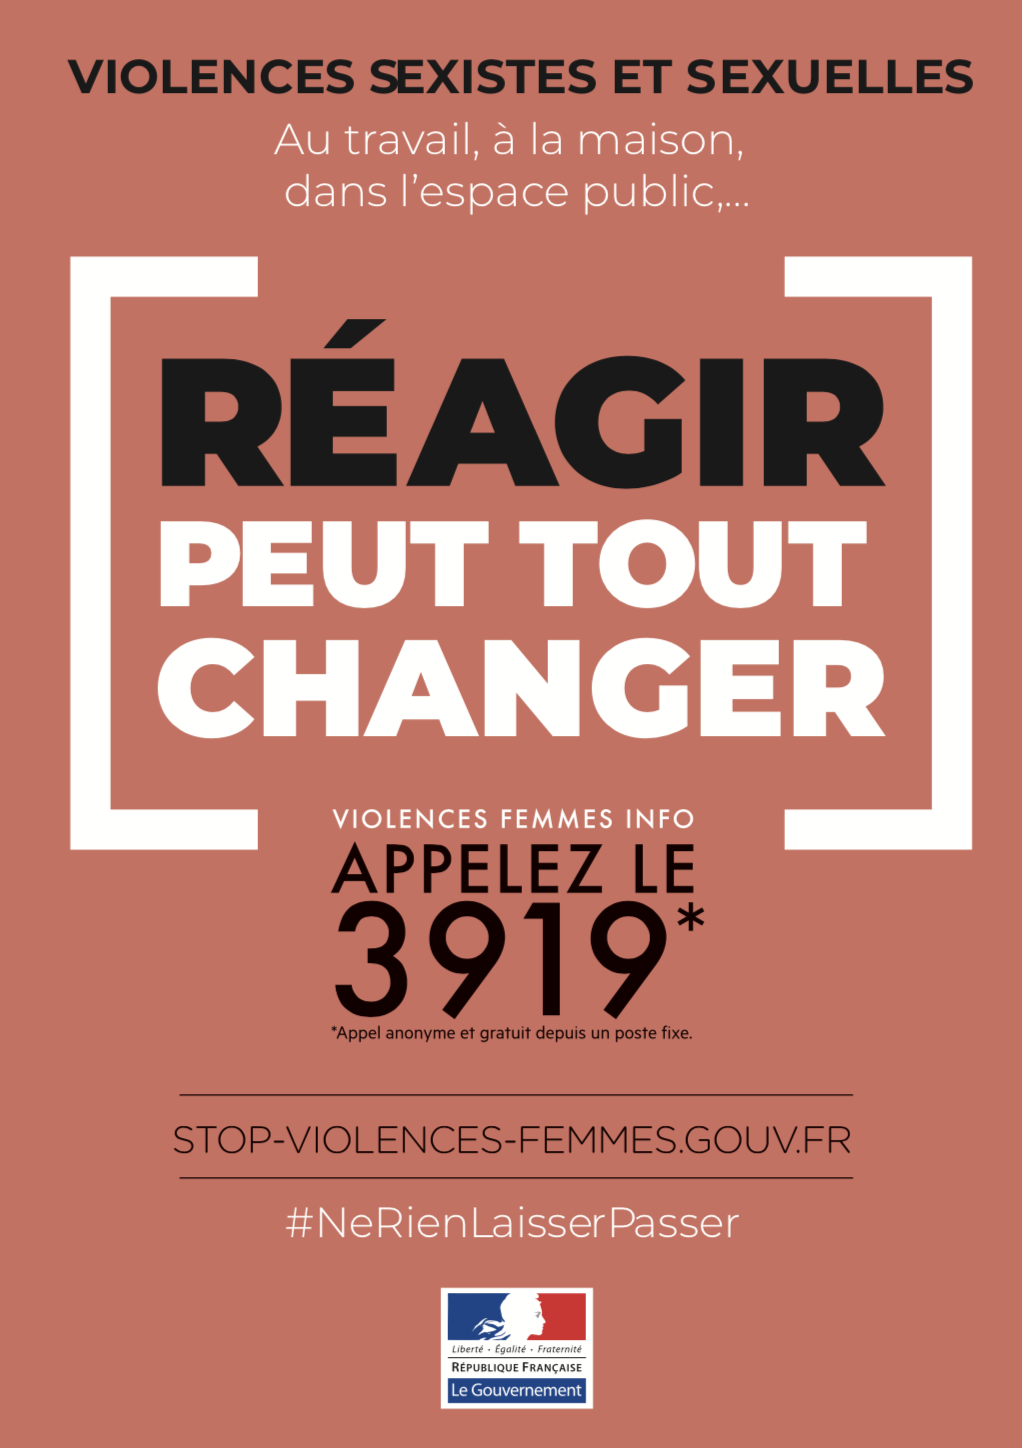 VIOLENCES SEXISTES ET SEXUELLES
Au travail, à la maison,
dans l'espace public,...
RÉAGIR
PEUT TOUT
CHANGER
VIOLENCES FEMMES INFO
APPELEZ LE
3919*
*Appel anonyme et gratuit depuis un poste fixe.
STOP-VIOLENCES-FEMMES.GOUV.FR
#NeRienLaisserPasser
Liberté • Égalité • Fraternité
RÉPUBLIQUE FRANÇAISE
Le Gouvernement